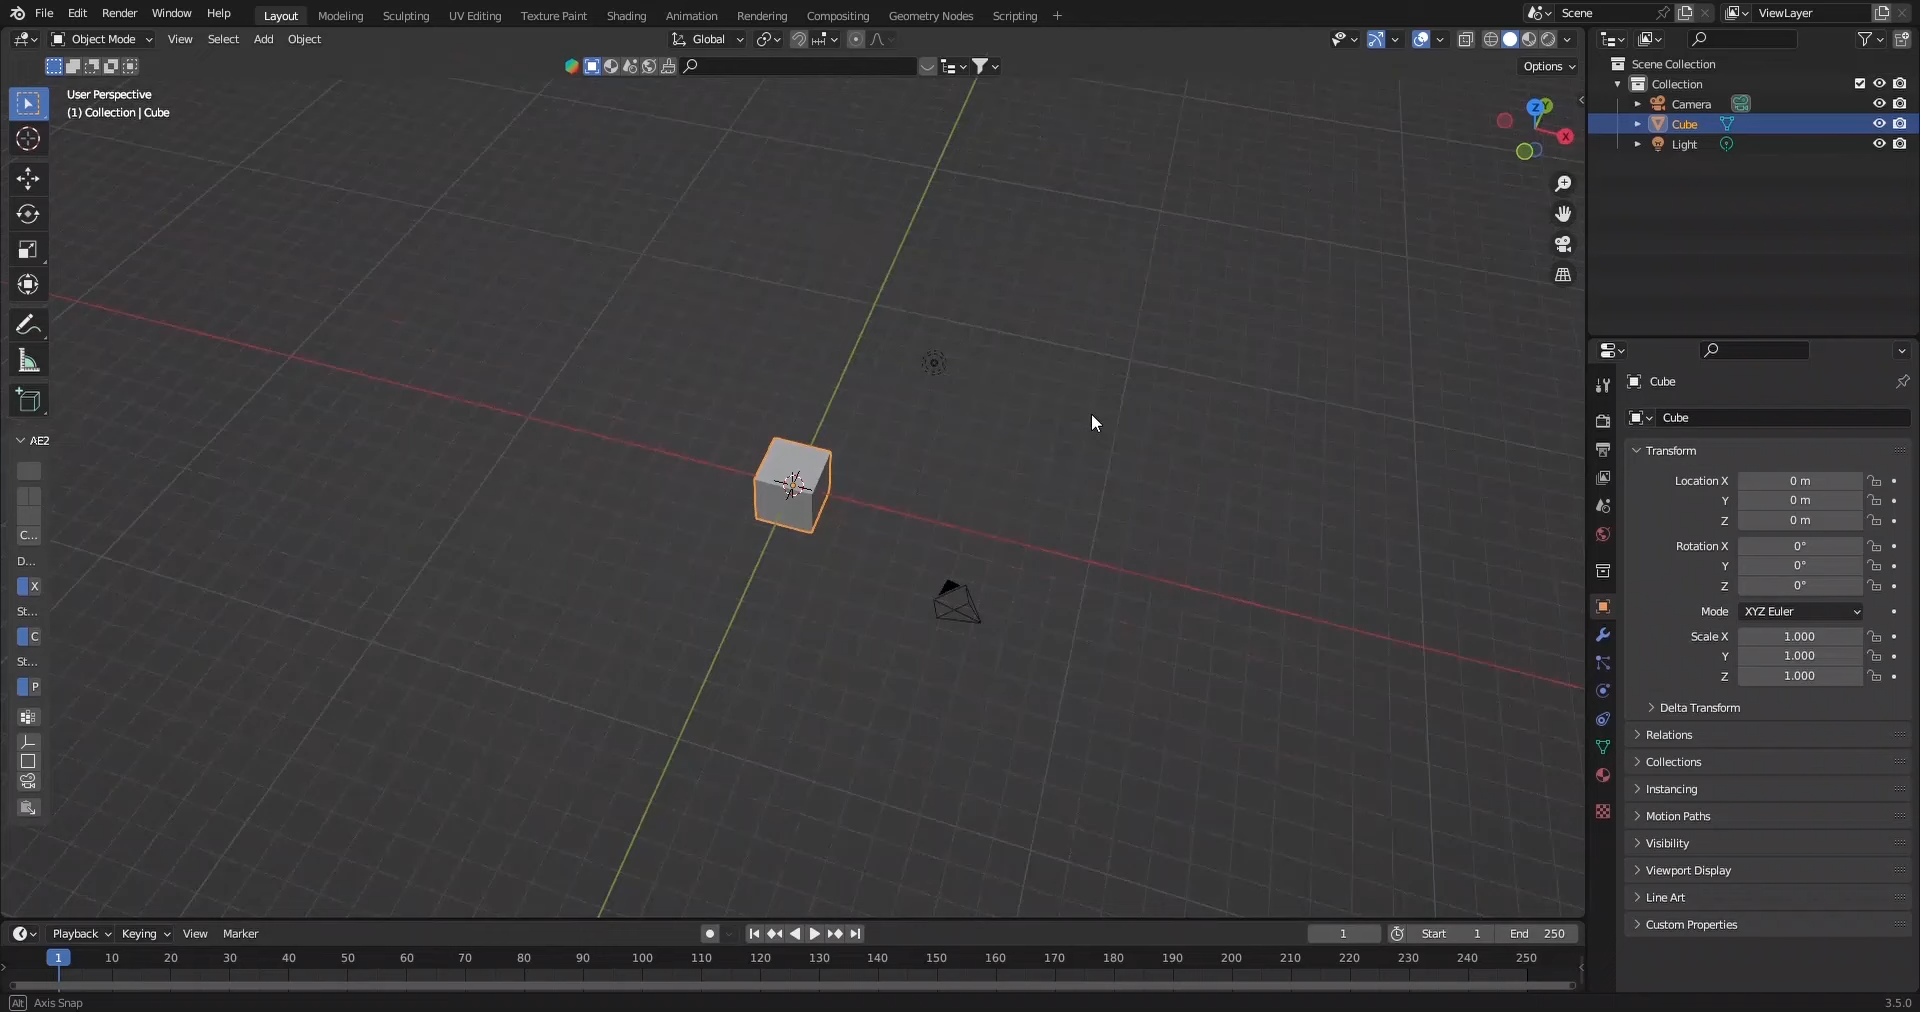 File Edit Render Window Help Layout Modeling Sculpting UV Editing Texture Paint Shading Animation Rendering Compositing Geometry Nodes Scripting + Scene ViewLayer
Object Mode View Select Add Object Global
Options
User Perspective
(1) Collection | Cube
Z Y
X
AE2
C...
D...
X
St...
C
St...
P
Scene Collection
Collection
Camera
Cube
Light
Cube
Cube
Transform
Location X 0 m
Y 0 m
Z 0 m
Rotation X 0°
Y 0°
Z 0°
Mode XYZ Euler
Scale X 1.000
Y 1.000
Z 1.000
Delta Transform
Relations
Collections
Instancing
Motion Paths
Visibility
Viewport Display
Line Art
Custom Properties
Playback Keying View Marker 1 Start 1 End 250
1 10 20 30 40 50 60 70 80 90 100 110 120 130 140 150 160 170 180 190 200 210 220 230 240 250
Alt Axis Snap 3.5.0